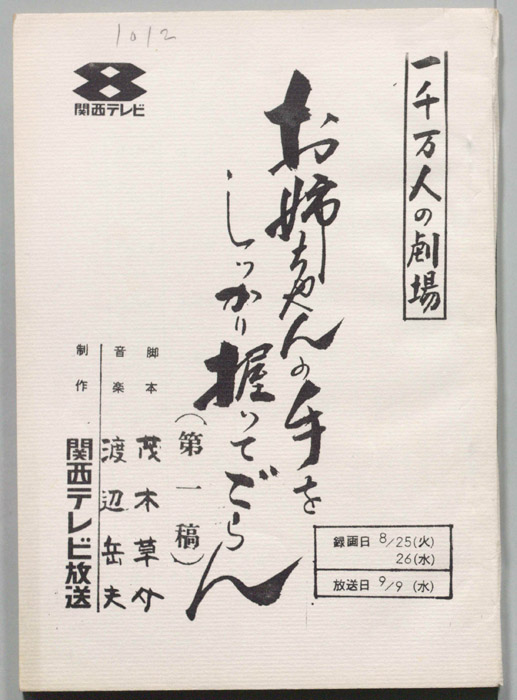 1012
8
関西テレビ
一千万人の劇場
お姉ちゃんの手を
しっかり握ってごらん
(第一稿)
脚本 茂木草介
音楽 渡辺岳夫
制作 関西テレビ放送
録画日 8/25(火)
26(水)
放送日 9/9(水)